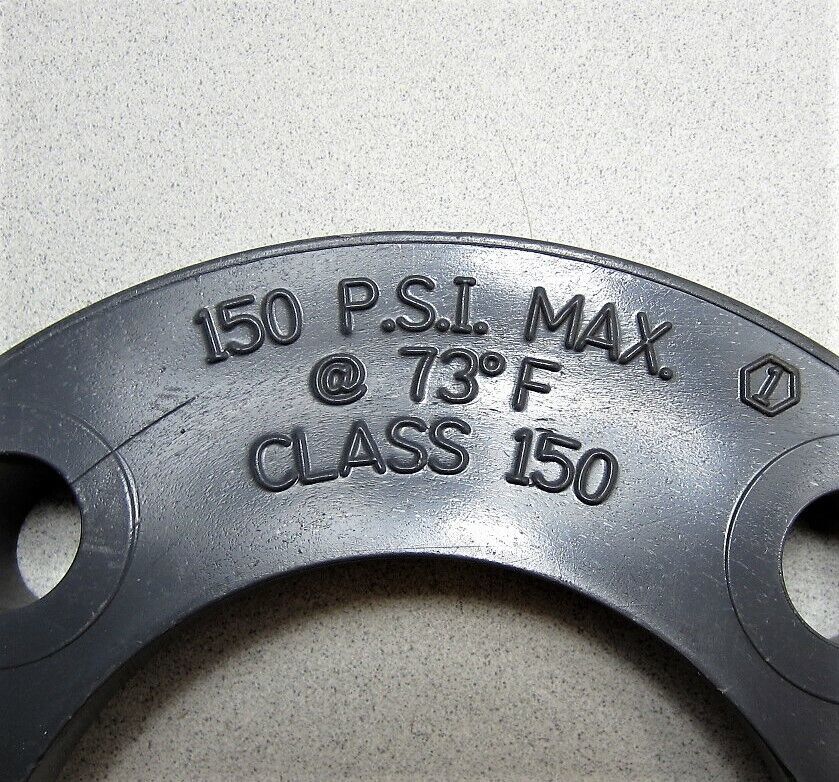 150 P.S.I. MAX.
@ 73°F
CLASS 150
1